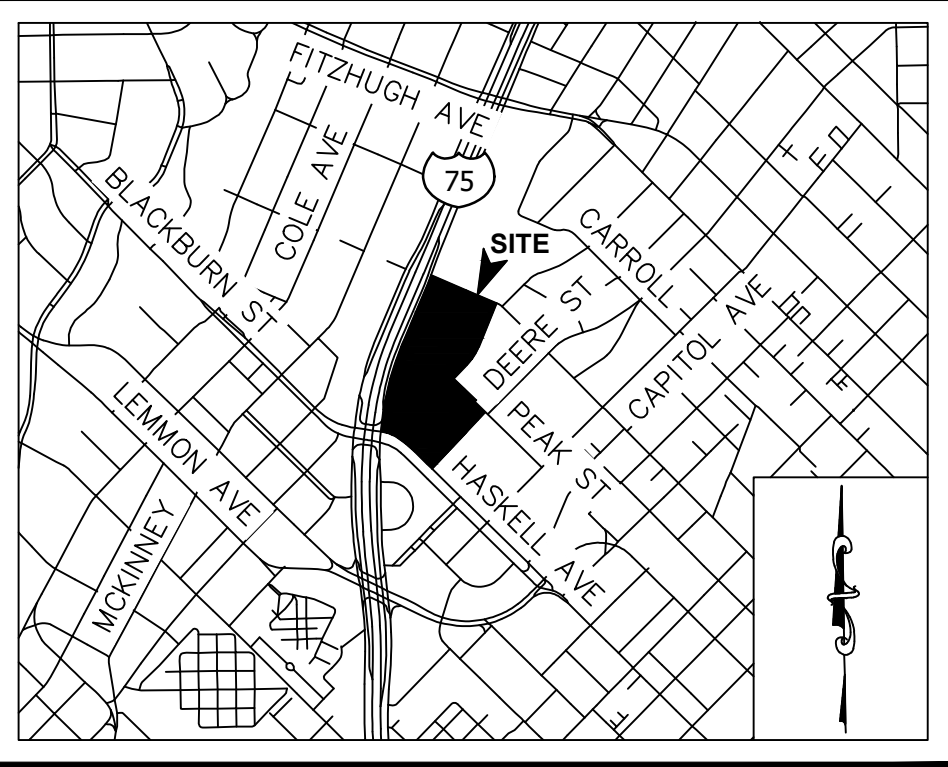 FITZHUGH AVE
COLE AVE
75
BLACKBURN ST
SITE
CARROLL
DEERE ST
CAPITOL AVE
LEMMON AVE
PEAK ST
HASKELL AVE
MCKINNEY